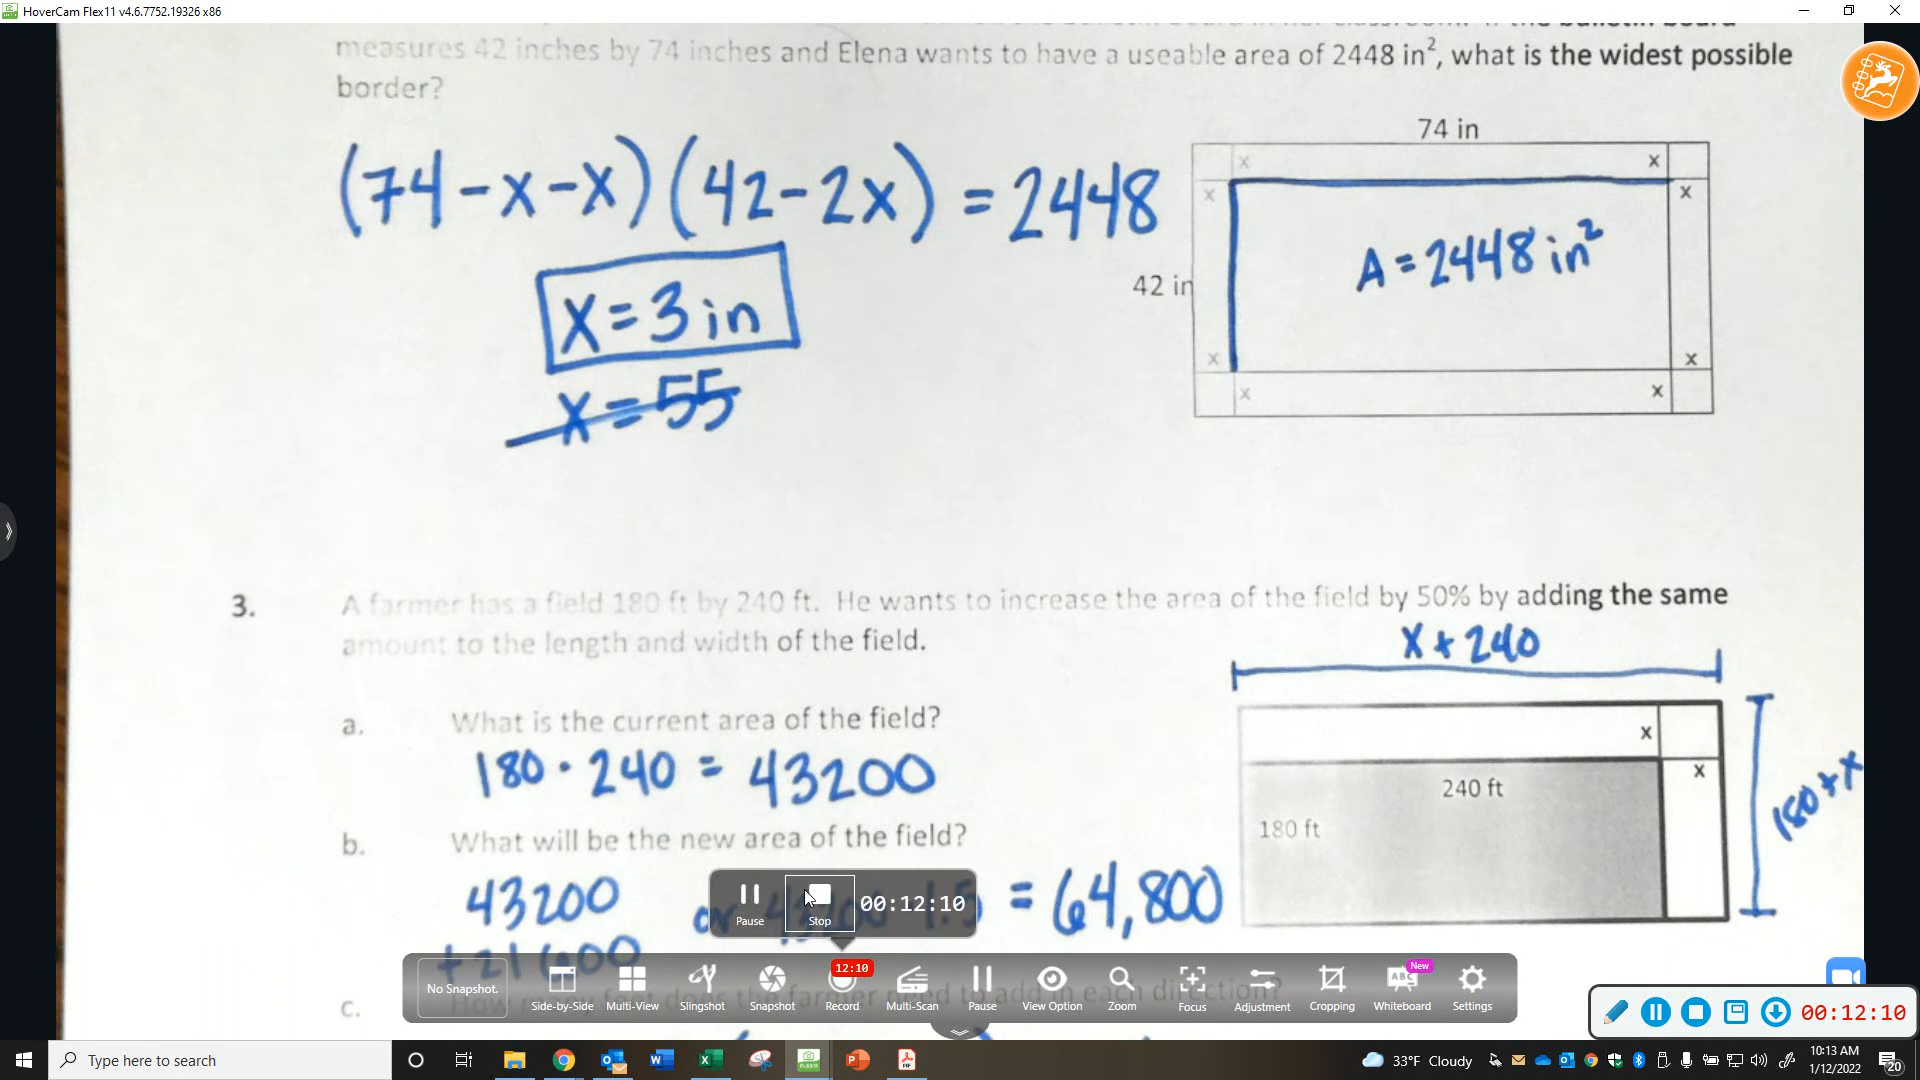 HoverCam Flex11 v4.6.7752.19326 x86
measures 42 inches by 74 inches and Elena wants to have a useable area of 2448 in², what is the widest possible
border?
74 in
(74-x-x)(42-2x) = 2448
x x
x x
A = 2448 in²
42 in
x = 3 in
x = 55
x x
x x
3. A farmer has a field 180 ft by 240 ft. He wants to increase the area of the field by 50% by adding the same
amount to the length and width of the field.
x + 240
a. What is the current area of the field?
180 · 240 = 43200
x
x
240 ft
180 ft
180 + x
b. What will be the new area of the field?
43200 or 1.5 = 64,800
+21600
Pause Stop 00:12:10
No Snapshot.
Side-by-Side Multi-View Slingshot Snapshot 12:10 Record Multi-Scan Pause View Option Zoom Focus Adjustment Cropping New ABC Whiteboard Settings
c. direction?
00:12:10
Type here to search
33°F Cloudy
10:13 AM
1/12/2022
20